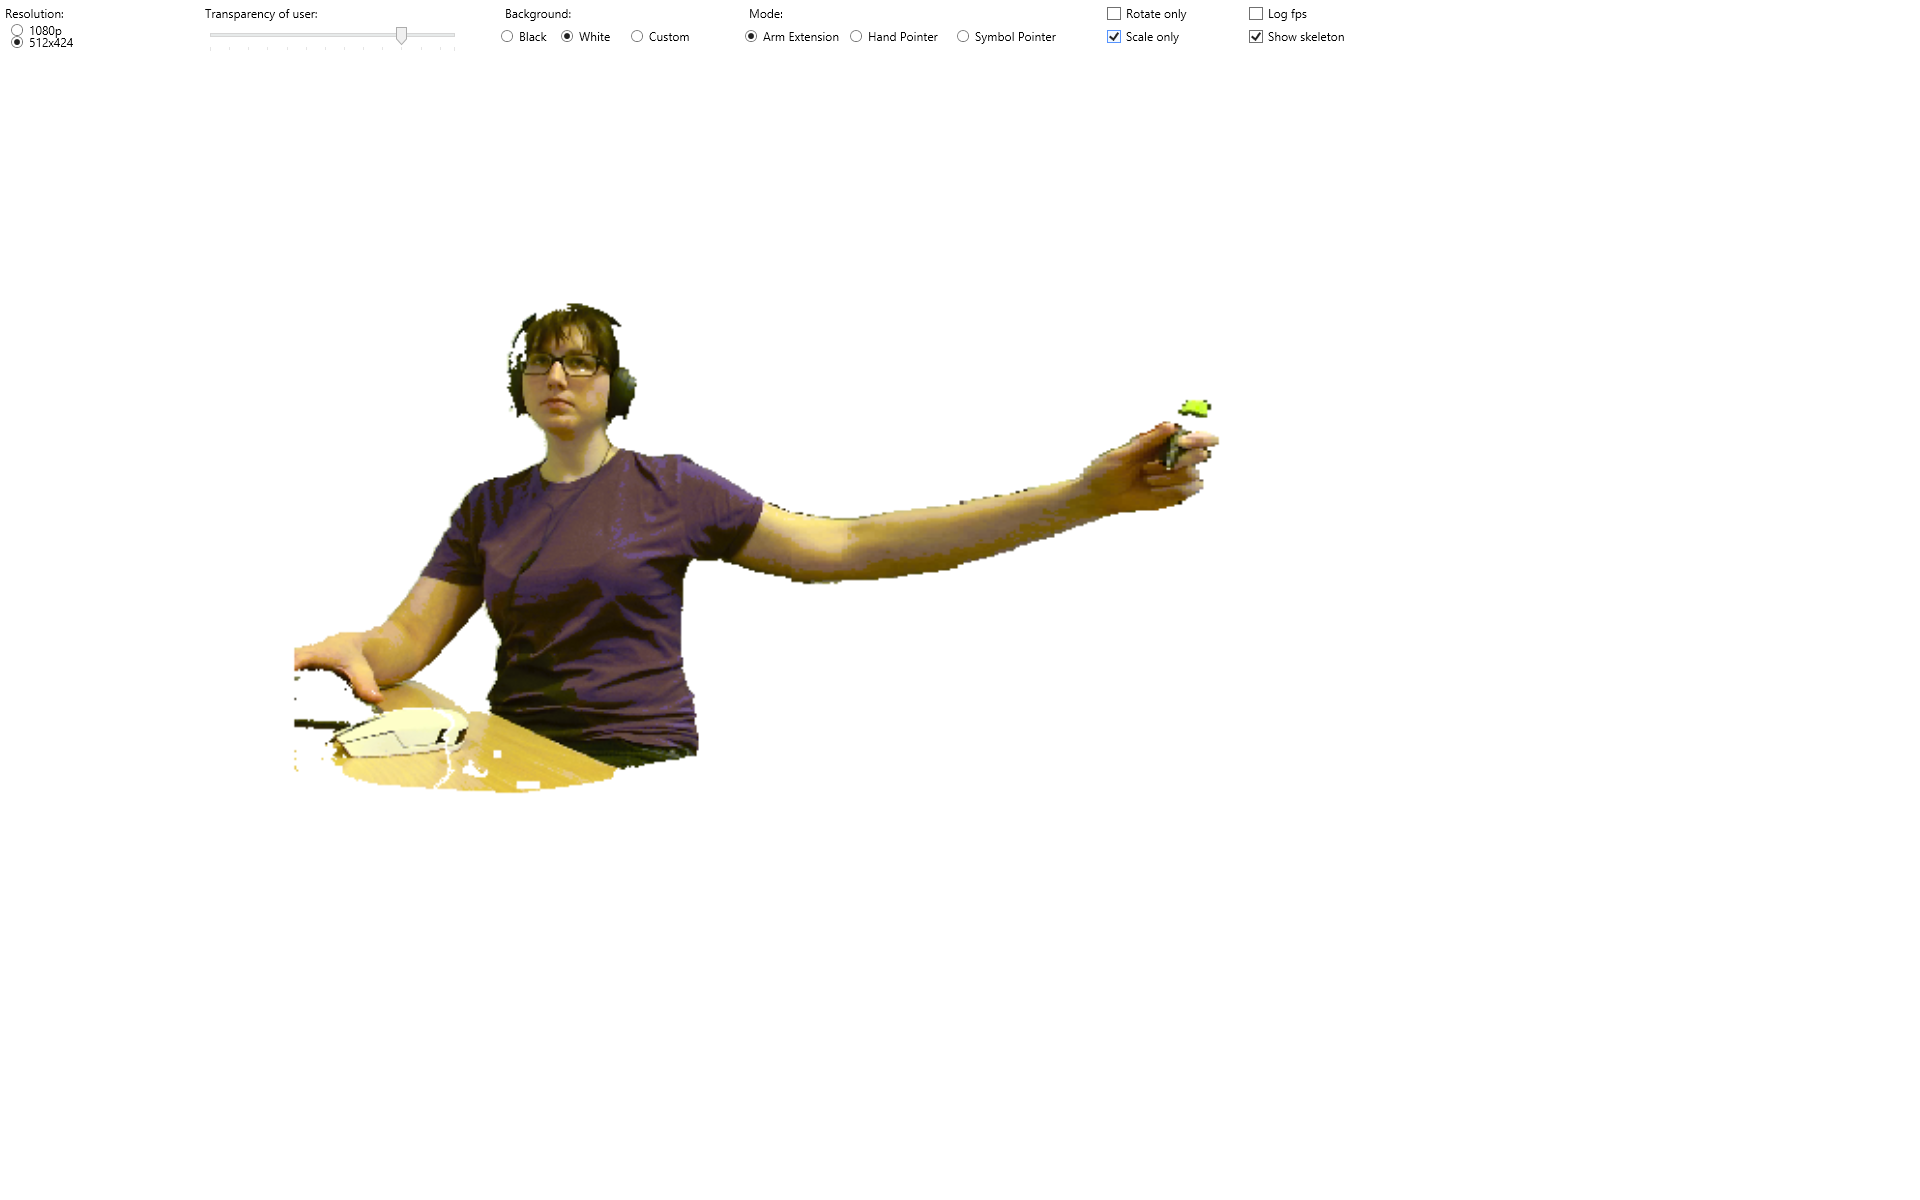 Resolution:
1080p
512x424
Transparency of user:
Background:
Black White Custom
Mode:
Arm Extension Hand Pointer Symbol Pointer
Rotate only
Scale only
Log fps
Show skeleton